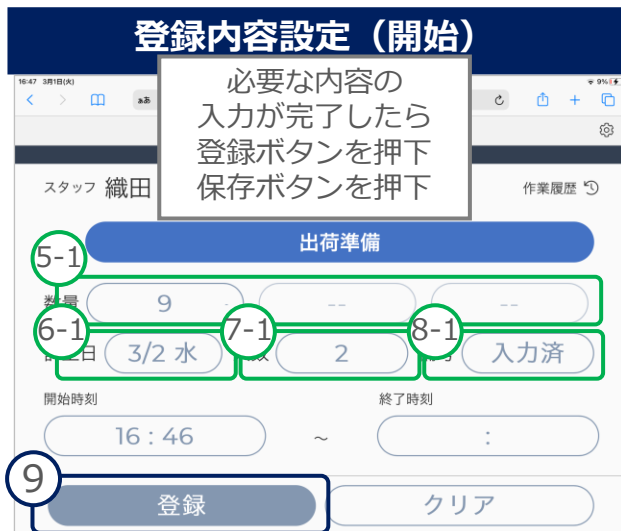 登録内容設定（開始）
16:47 3月1日(火)
9%
ああ
必要な内容の
入力が完了したら
登録ボタンを押下
保存ボタンを押下
スタッフ 織田
作業履歴
出荷準備
5-1
数量 9 -- --
6-1 7-1 8-1
日 3/2 水 2 入力済
開始時刻 終了時刻
16 : 46 ～ :
9
登録 クリア